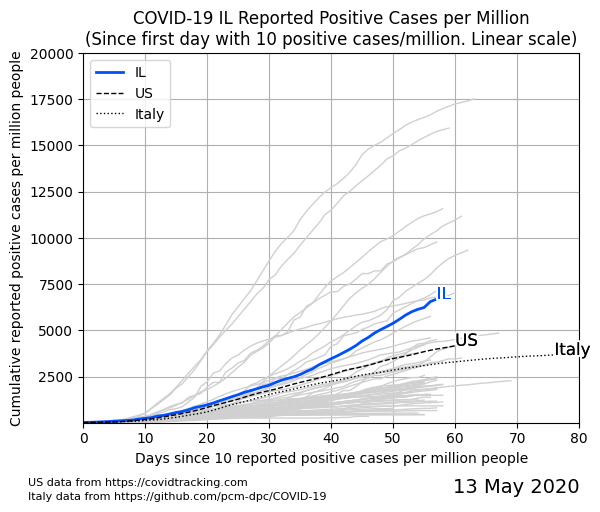 COVID-19 IL Reported Positive Cases per Million
(Since first day with 10 positive cases/million. Linear scale)
Cumulative reported positive cases per million people
20000
17500
15000
12500
10000
7500
5000
2500
IL
US
Italy
IL
US
Italy
0 10 20 30 40 50 60 70 80
Days since 10 reported positive cases per million people
US data from https://covidtracking.com
Italy data from https://github.com/pcm-dpc/COVID-19
13 May 2020